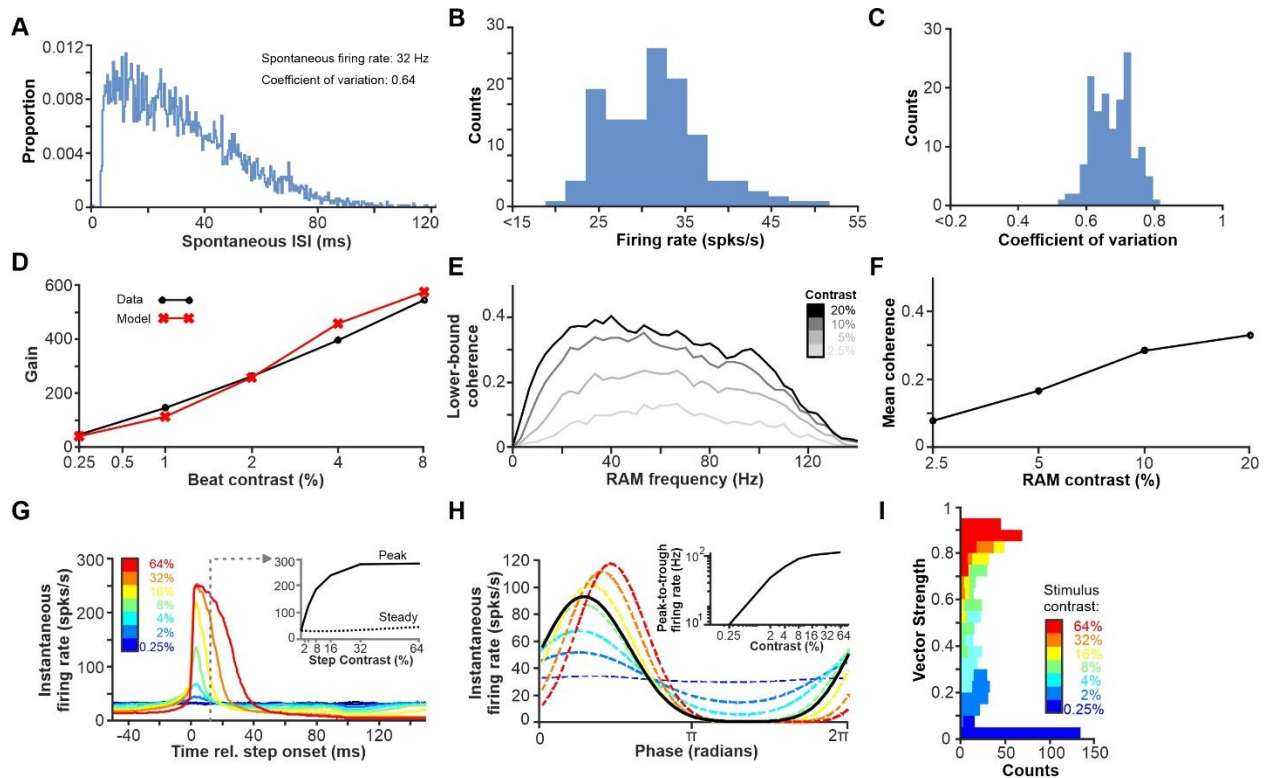 A
0.012
0.008
0.004
0
Proportion
Spontaneous firing rate: 32 Hz
Coefficient of variation: 0.64
0 40 80 120
Spontaneous ISI (ms)
B
30
20
10
0
Counts
<15 25 35 45 55
Firing rate (spks/s)
C
30
20
10
0
Counts
<0.2 0.4 0.6 0.8 1
Coefficient of variation
D
600
400
200
0
Gain
Data
Model
0.25 0.5 1 2 4 8
Beat contrast (%)
E
0.4
0.2
0
Lower-bound
coherence
Contrast
20%
10%
5%
2.5%
0 40 80 120
RAM frequency (Hz)
F
0.4
0.2
0
Mean coherence
2.5 5 10 20
RAM contrast (%)
G
300
250
150
100
50
0
Instantaneous
firing rate (spks/s)
64%
32%
16%
8%
4%
2%
0.25%
300
200
100
0
Peak
Steady
2 8 16 32 64
Step Contrast (%)
-40 0 40 80 120
Time rel. step onset (ms)
H
120
100
80
60
40
20
0
Instantaneous
firing rate (spks/s)
Peak-to-trough
firing rate (Hz)
10²
10¹
0.25 2 4 8 16 32 64
Contrast (%)
0 π 2π
Phase (radians)
I
1
0.8
0.6
0.4
0.2
0
Vector Strength
Stimulus
contrast:
64%
32%
16%
8%
4%
2%
0.25%
0 50 100 150
Counts